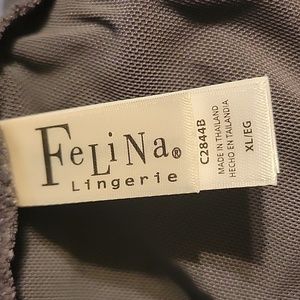 FeLiNa®
Lingerie
C2844B
MADE IN THAILAND
HECHO EN TAILANDIA
XL/EG